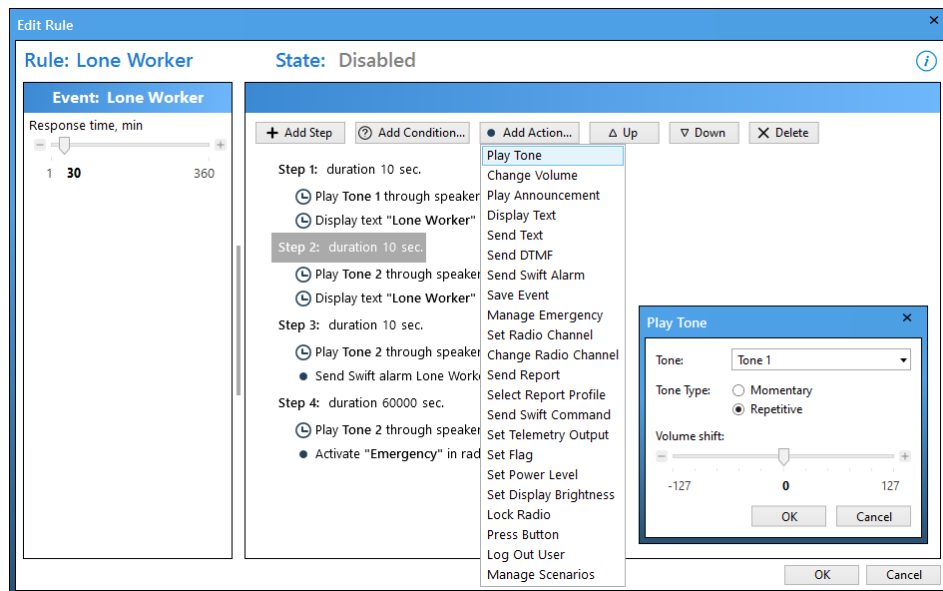 Edit Rule
Rule: Lone Worker
State: Disabled
Event: Lone Worker
Response time, min
1 30 360
Add Step
Add Condition...
Add Action...
Up
Down
Delete
Step 1: duration 10 sec.
Play Tone 1 through speaker
Display text "Lone Worker"
Step 2: duration 10 sec.
Play Tone 2 through speaker
Display text "Lone Worker"
Step 3: duration 10 sec.
Play Tone 2 through speaker
Send Swift alarm Lone Work
Step 4: duration 60000 sec.
Play Tone 2 through speaker
Activate "Emergency" in rad
Play Tone
Change Volume
Play Announcement
Display Text
Send Text
Send DTMF
Send Swift Alarm
Save Event
Manage Emergency
Set Radio Channel
Change Radio Channel
Send Report
Select Report Profile
Send Swift Command
Set Telemetry Output
Set Flag
Set Power Level
Set Display Brightness
Lock Radio
Press Button
Log Out User
Manage Scenarios
Play Tone
Tone: Tone 1
Tone Type: Momentary
Repetitive
Volume shift:
-127 0 127
OK Cancel
OK Cancel